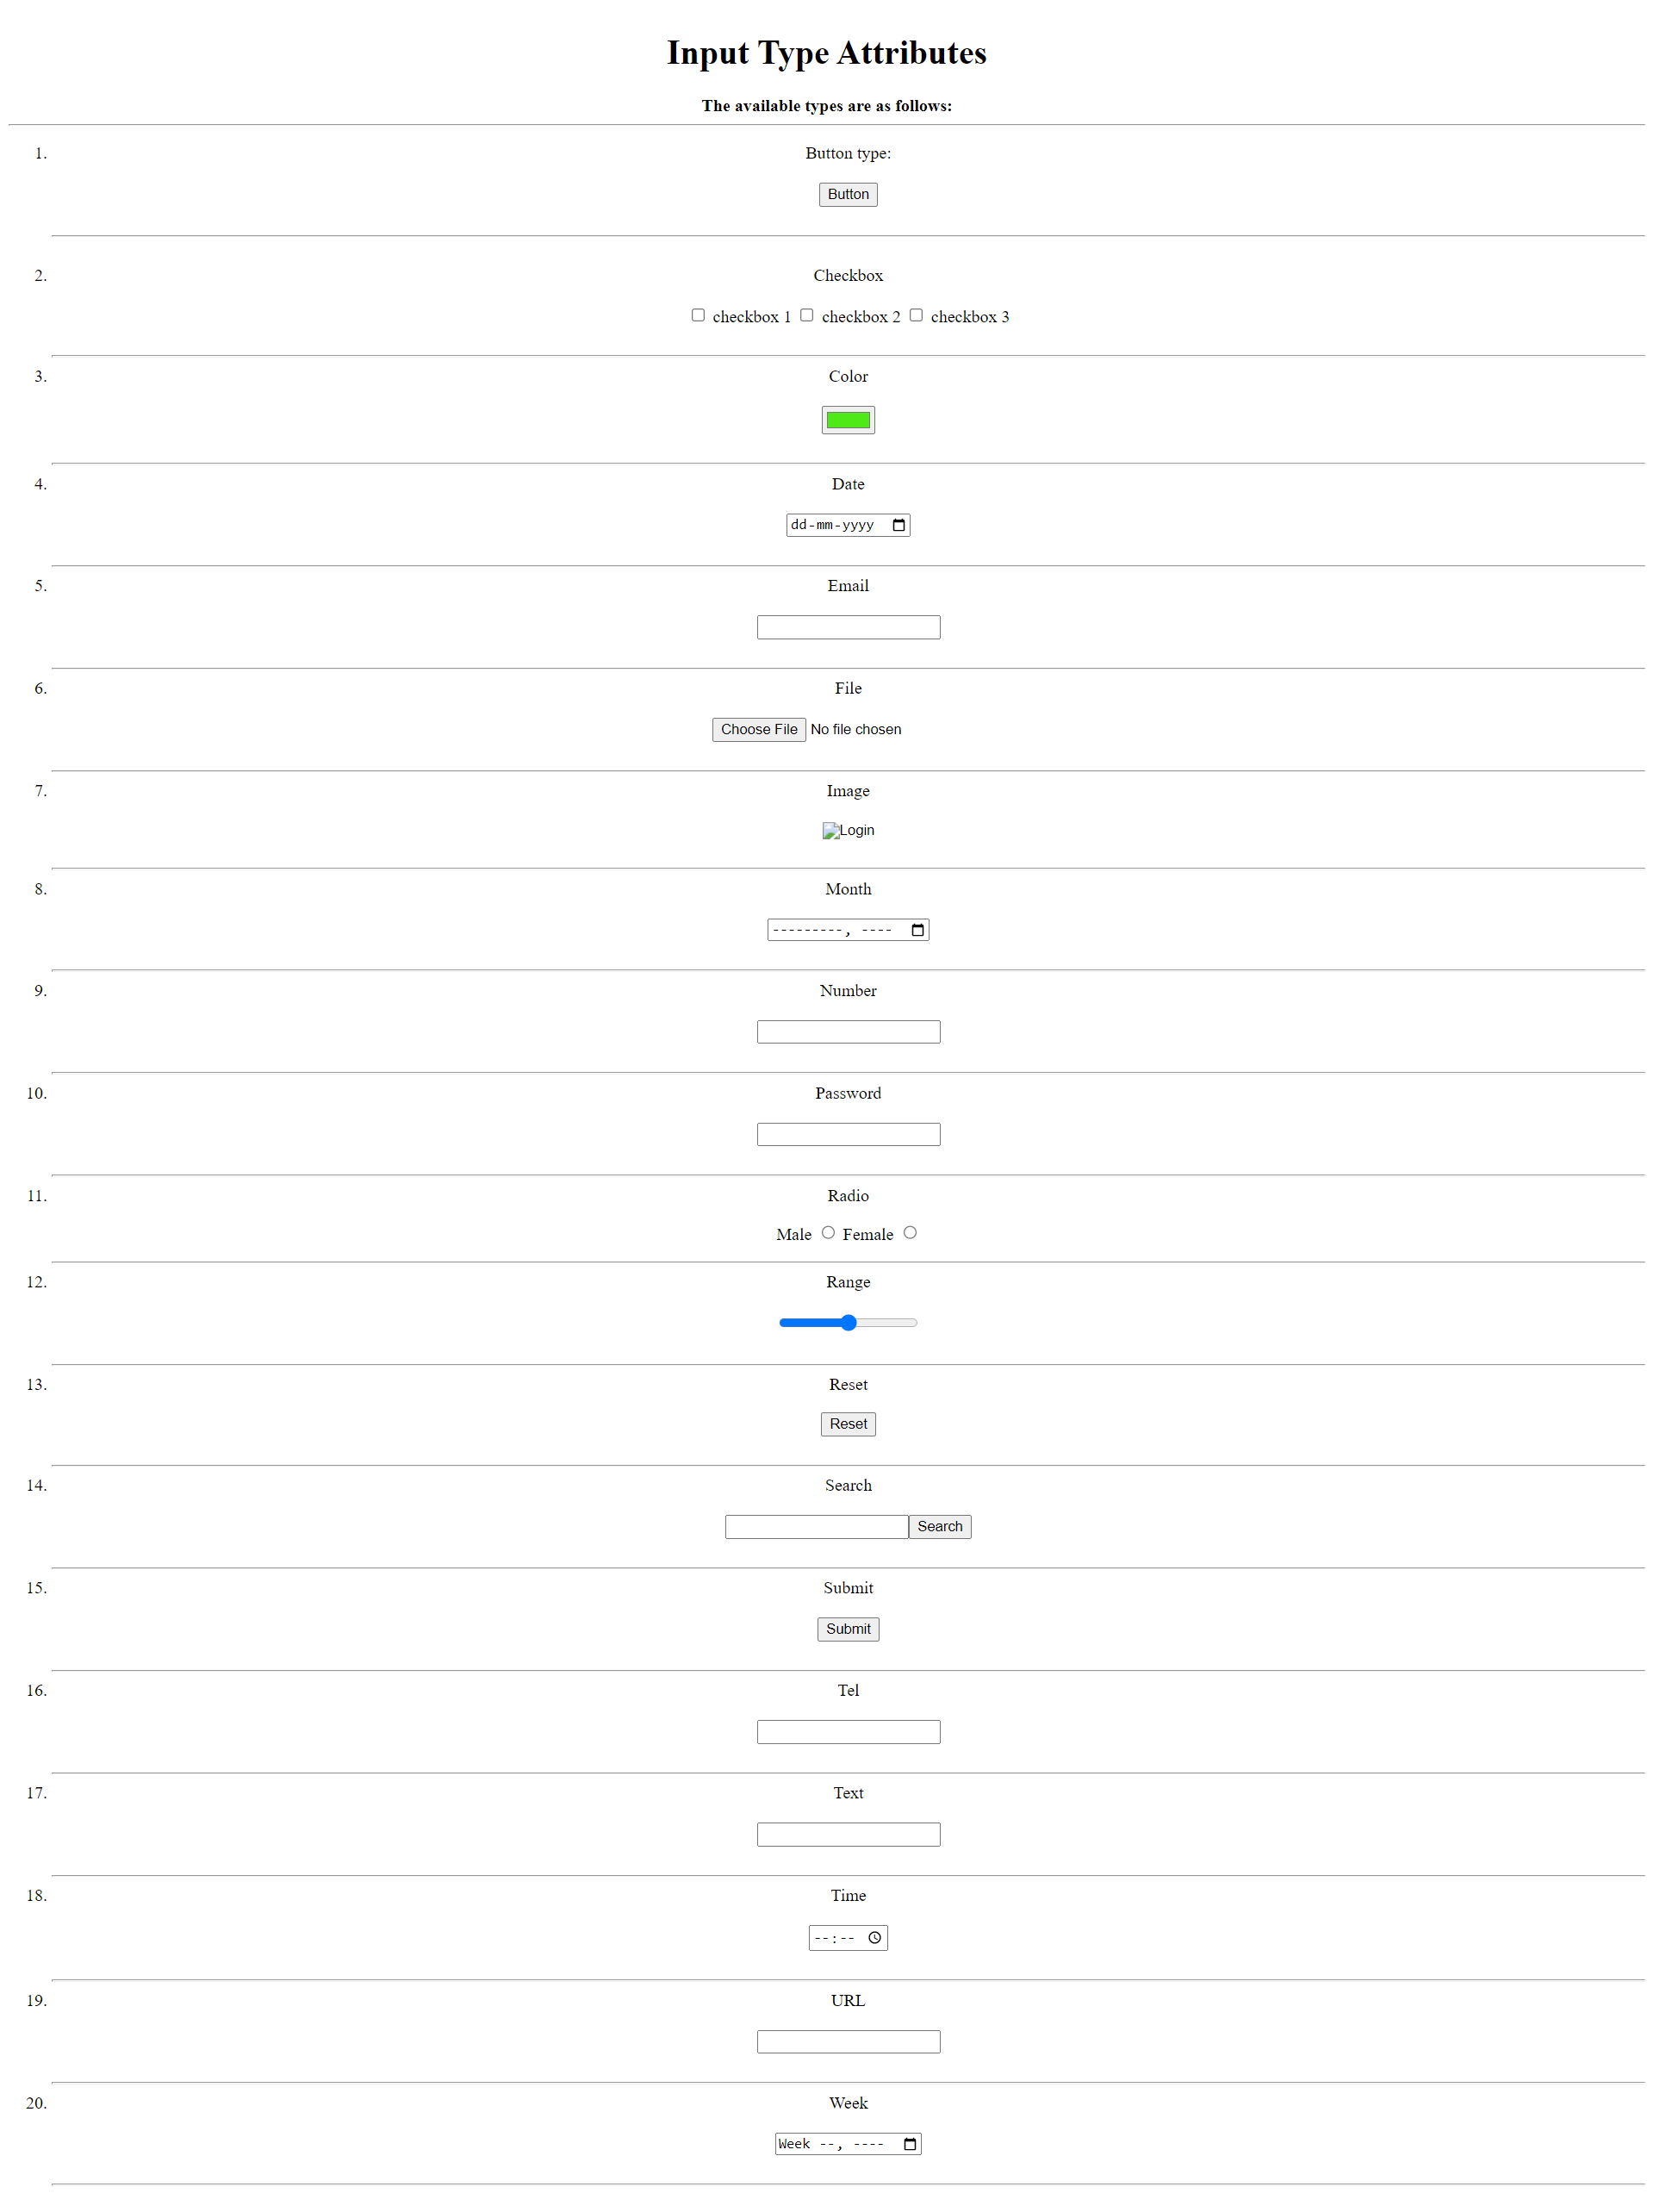 Input Type Attributes
The available types are as follows:
1. Button type:
Button
2. Checkbox
checkbox 1 checkbox 2 checkbox 3
3. Color
4. Date
dd-mm-yyyy
5. Email
6. File
Choose File No file chosen
7. Image
Login
8. Month
---------, ----
9. Number
10. Password
11. Radio
Male Female
12. Range
13. Reset
Reset
14. Search
Search
15. Submit
Submit
16. Tel
17. Text
18. Time
--:--
19. URL
20. Week
Week --, ----